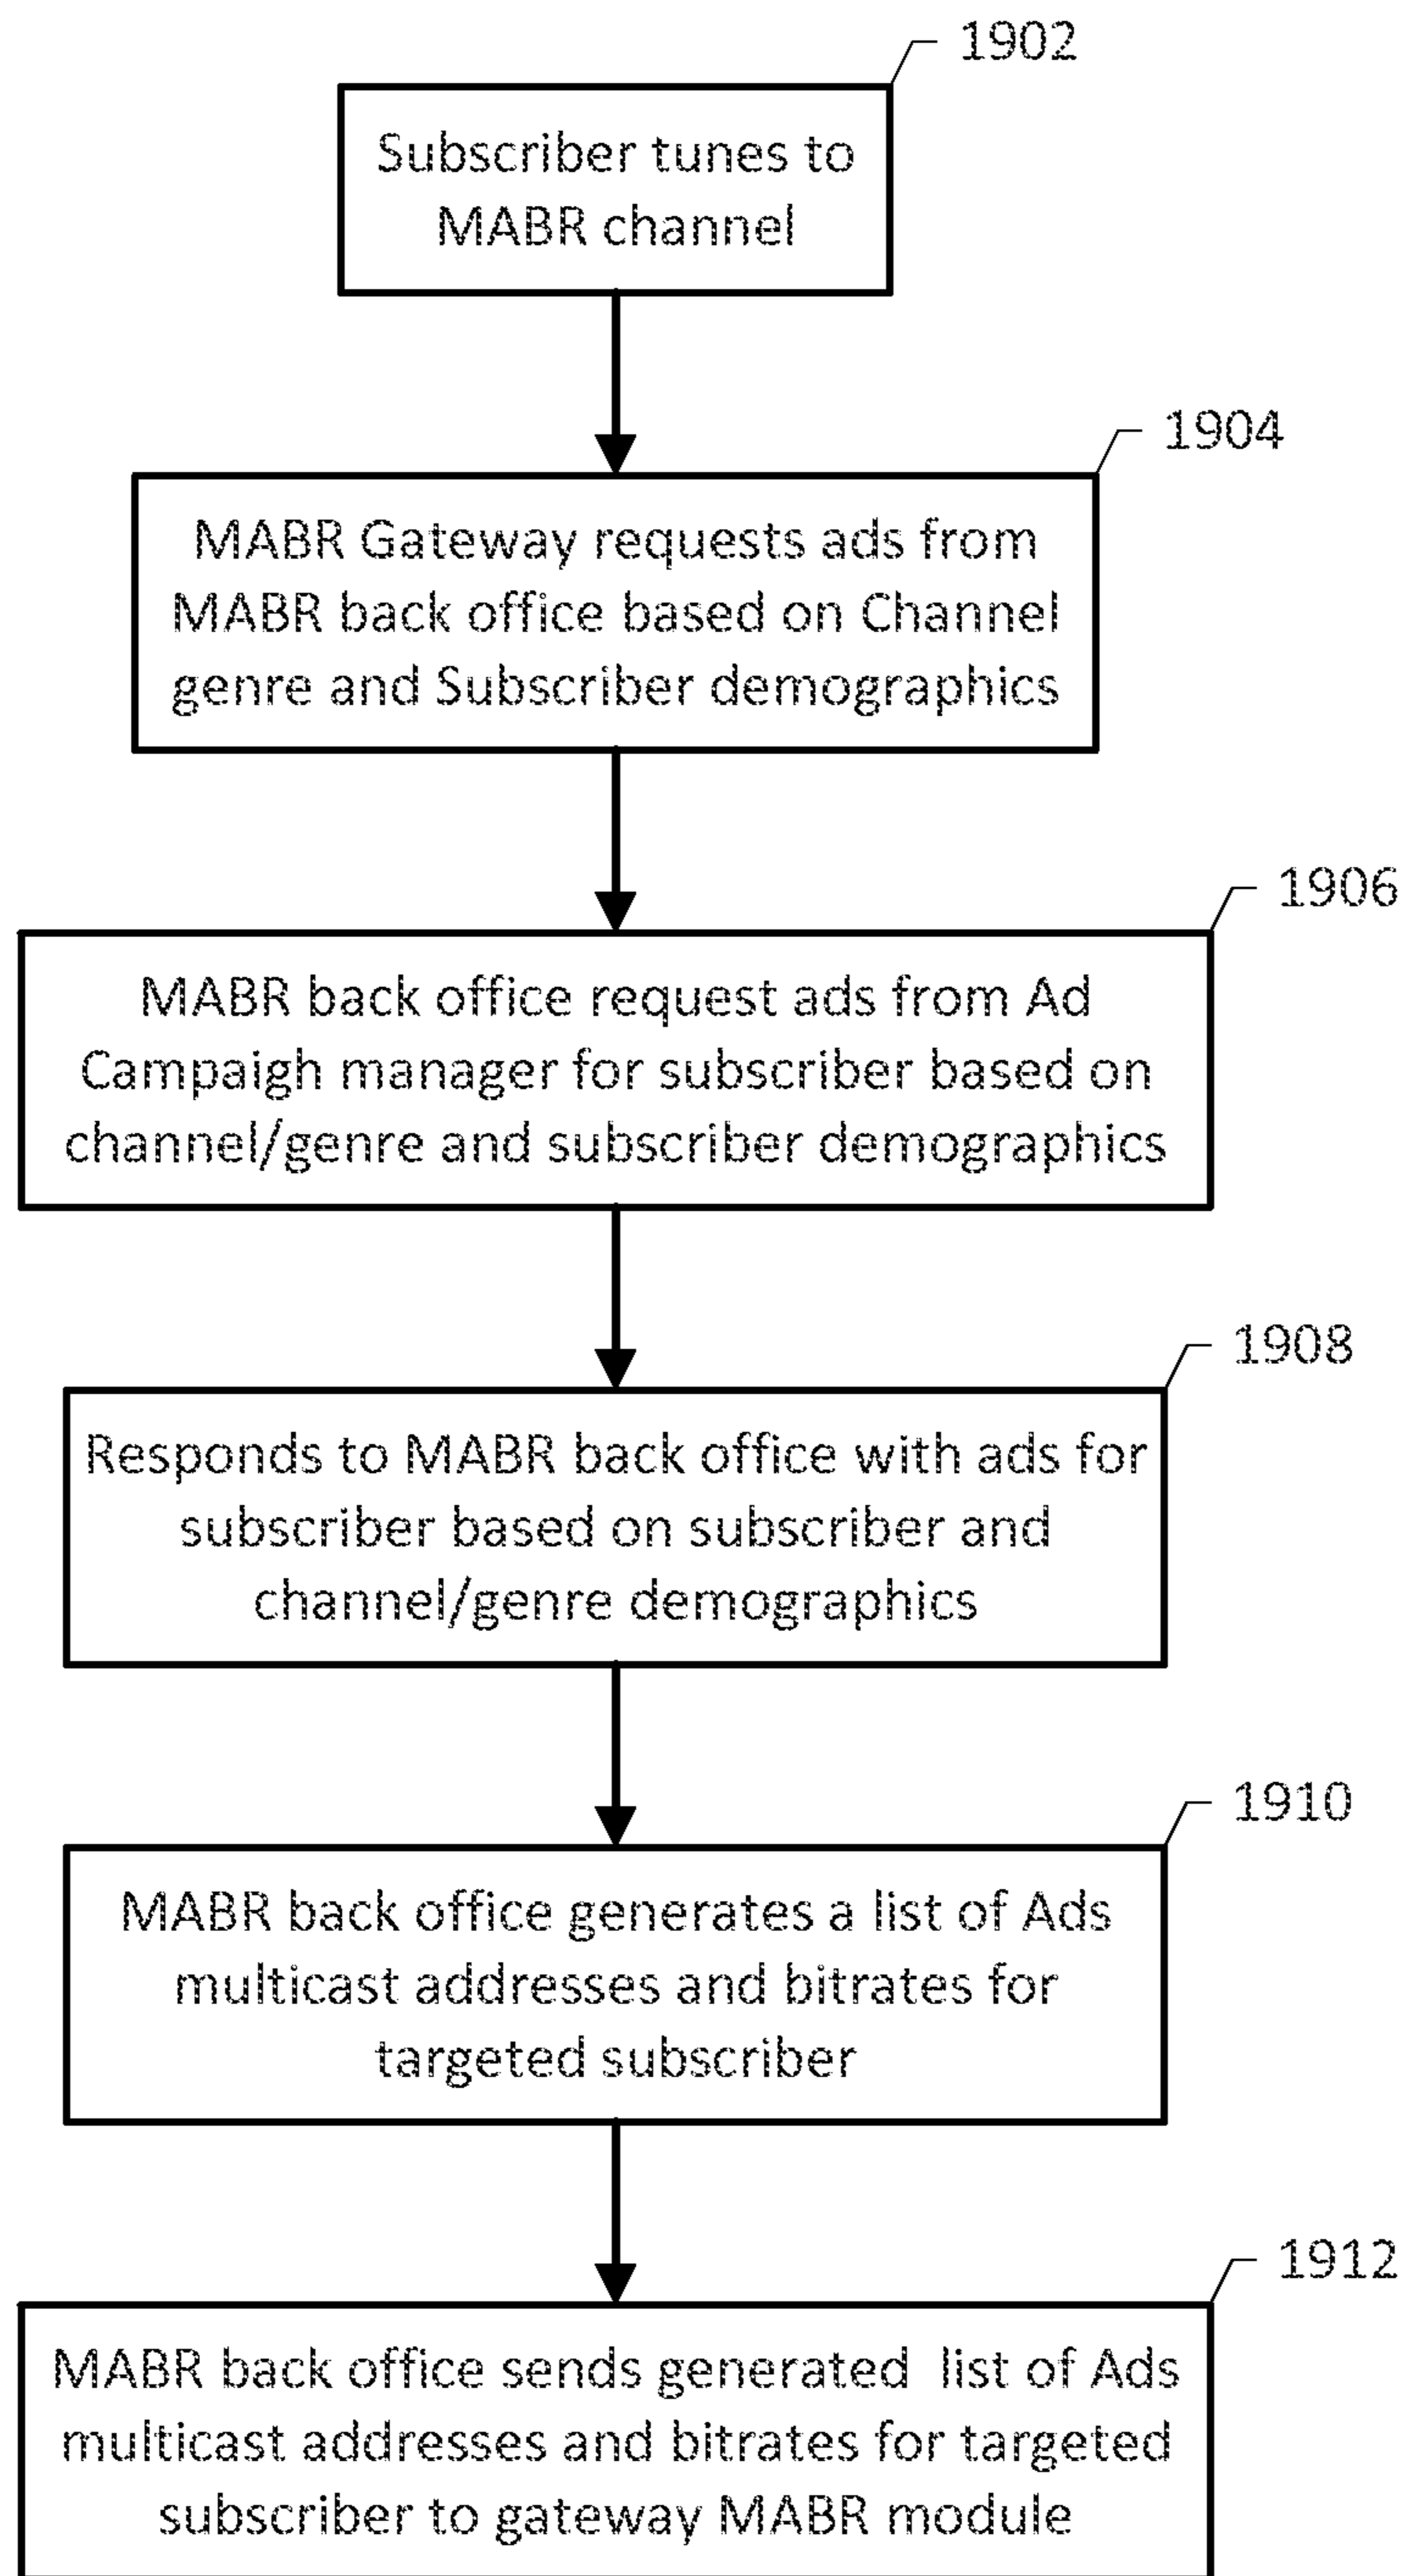 1902
Subscriber tunes to
MABR channel
1904
MABR Gateway requests ads from
MABR back office based on Channel
genre and Subscriber demographics
1906
MABR back office request ads from Ad
Campaigh manager for subscriber based on
channel/genre and subscriber demographics
1908
Responds to MABR back office with ads for
subscriber based on subscriber and
channel/genre demographics
1910
MABR back office generates a list of Ads
multicast addresses and bitrates for
targeted subscriber
1912
MABR back office sends generated list of Ads
multicast addresses and bitrates for targeted
subscriber to gateway MABR module